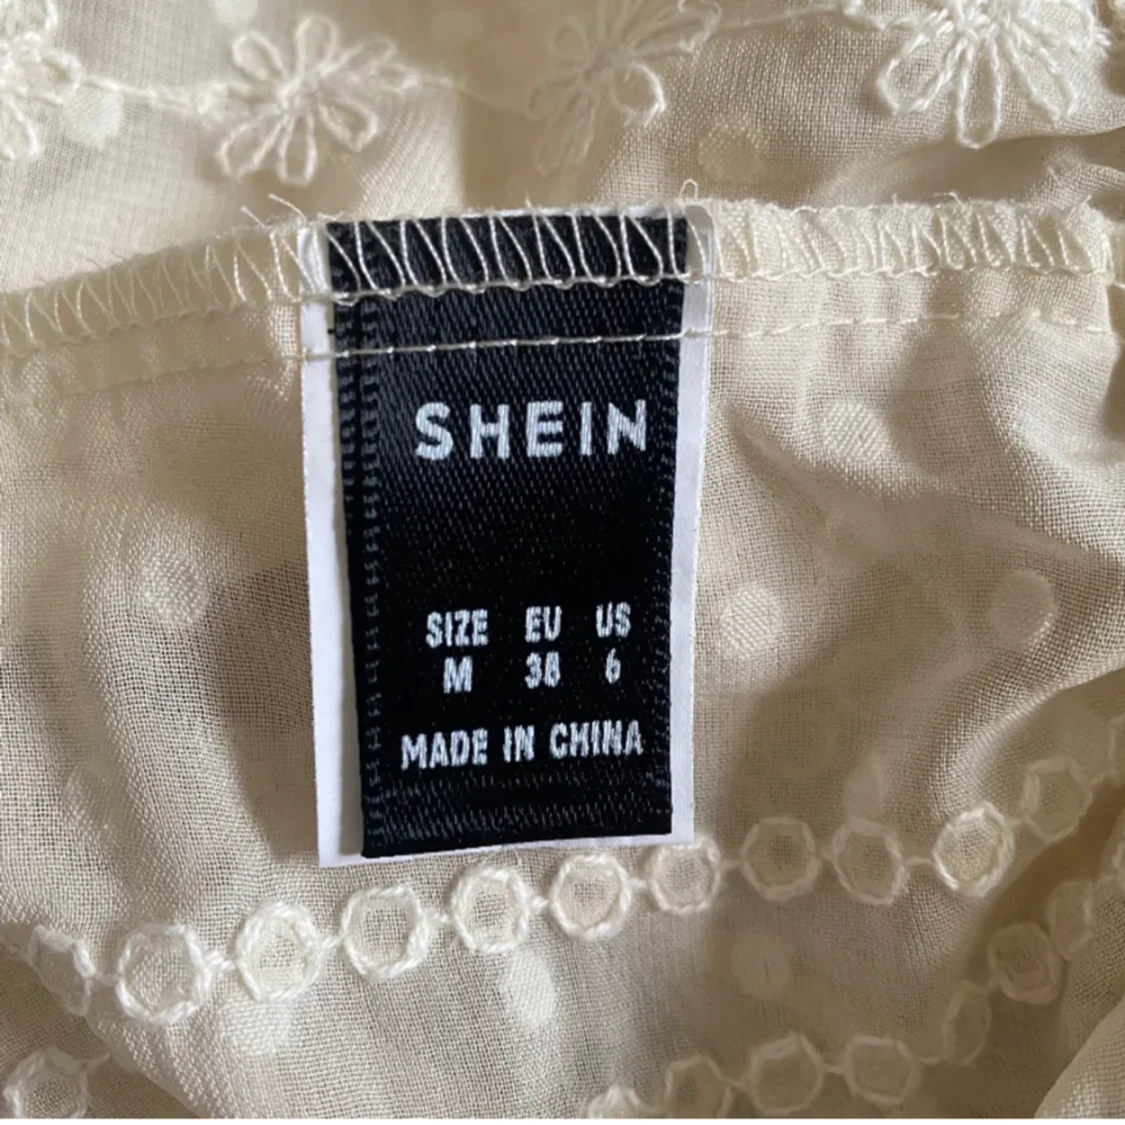 SHEIN
SIZE EU US
M 38 6
MADE IN CHINA